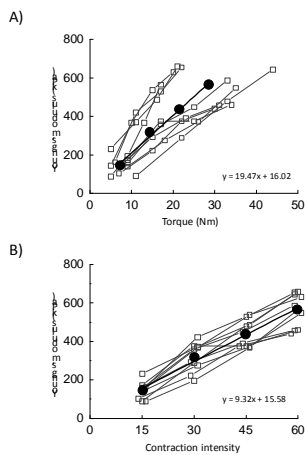 A)
800
600
400
200
0
y = 19.47x + 16.02
0 10 20 30 40 50
Torque (Nm)
B)
800
600
400
200
0
y = 9.32x + 15.58
0 15 30 45 60
Contraction intensity